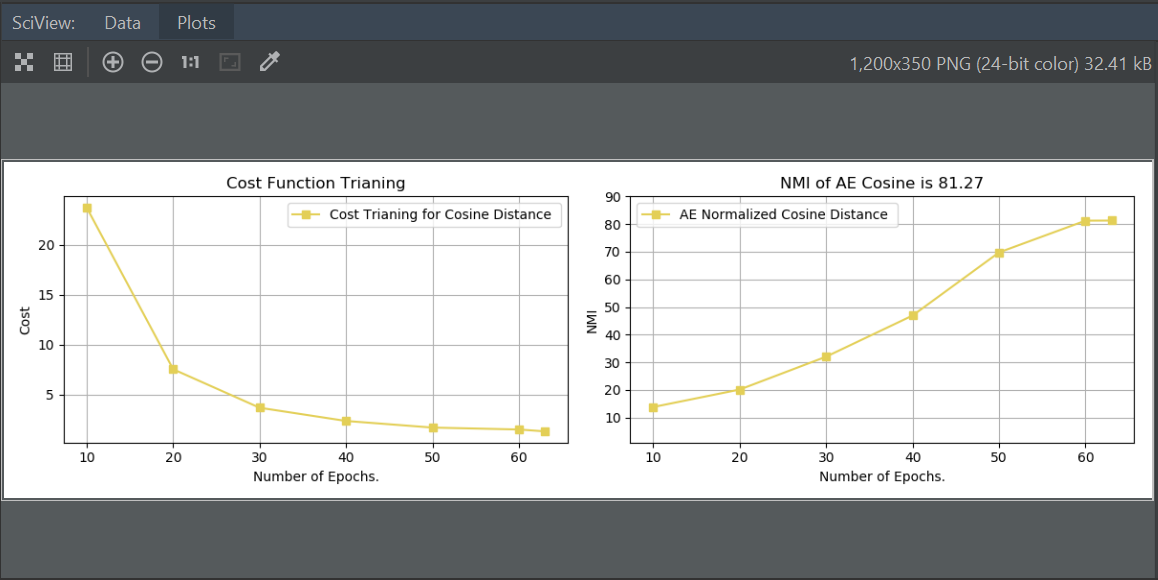 SciView: Data Plots
1:1 1,200x350 PNG (24-bit color) 32.41 kB
Cost Function Trianing
Cost Trianing for Cosine Distance
20
15
10
5
Cost
10 20 30 40 50 60
Number of Epochs.
NMI of AE Cosine is 81.27
AE Normalized Cosine Distance
90
80
70
60
50
40
30
20
10
NMI
10 20 30 40 50 60
Number of Epochs.